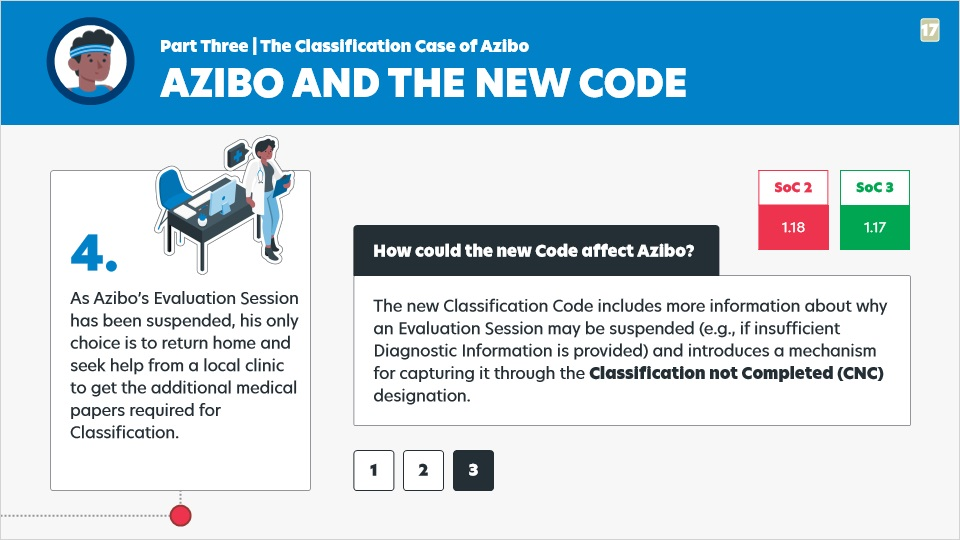 Part Three | The Classification Case of Azibo
17
AZIBO AND THE NEW CODE
4.
As Azibo's Evaluation Session
has been suspended, his only
choice is to return home and
seek help from a local clinic
to get the additional medical
papers required for
Classification.
SoC 2
SoC 3
1.18
1.17
How could the new Code affect Azibo?
The new Classification Code includes more information about why
an Evaluation Session may be suspended (e.g., if insufficient
Diagnostic Information is provided) and introduces a mechanism
for capturing it through the Classification not Completed (CNC)
designation.
1
2
3